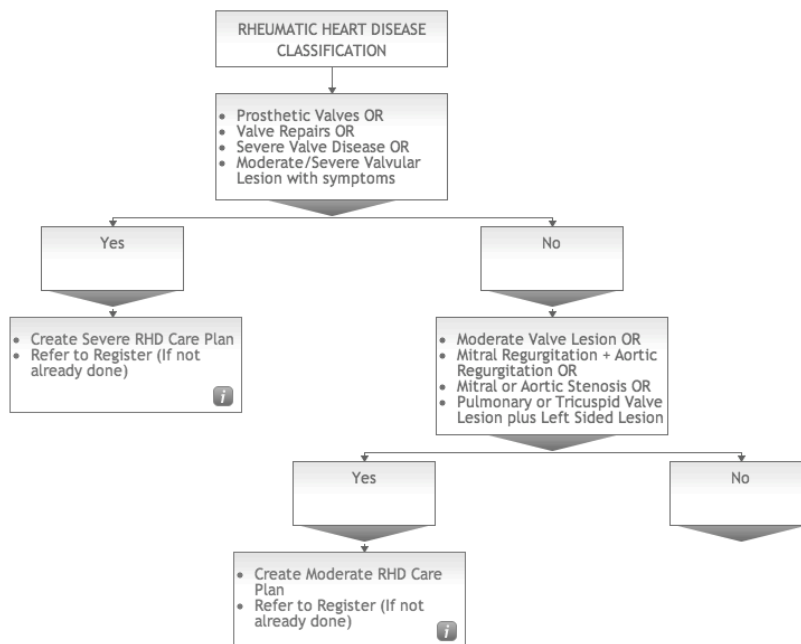 RHEUMATIC HEART DISEASE
CLASSIFICATION
• Prosthetic Valves OR
• Valve Repairs OR
• Severe Valve Disease OR
• Moderate/Severe Valvular
Lesion with symptoms
Yes
No
• Create Severe RHD Care Plan
• Refer to Register (If not
already done)
i
• Moderate Valve Lesion OR
• Mitral Regurgitation + Aortic
Regurgitation OR
• Mitral or Aortic Stenosis OR
• Pulmonary or Tricuspid Valve
Lesion plus Left Sided Lesion
Yes
No
• Create Moderate RHD Care
Plan
• Refer to Register (If not
already done)
i